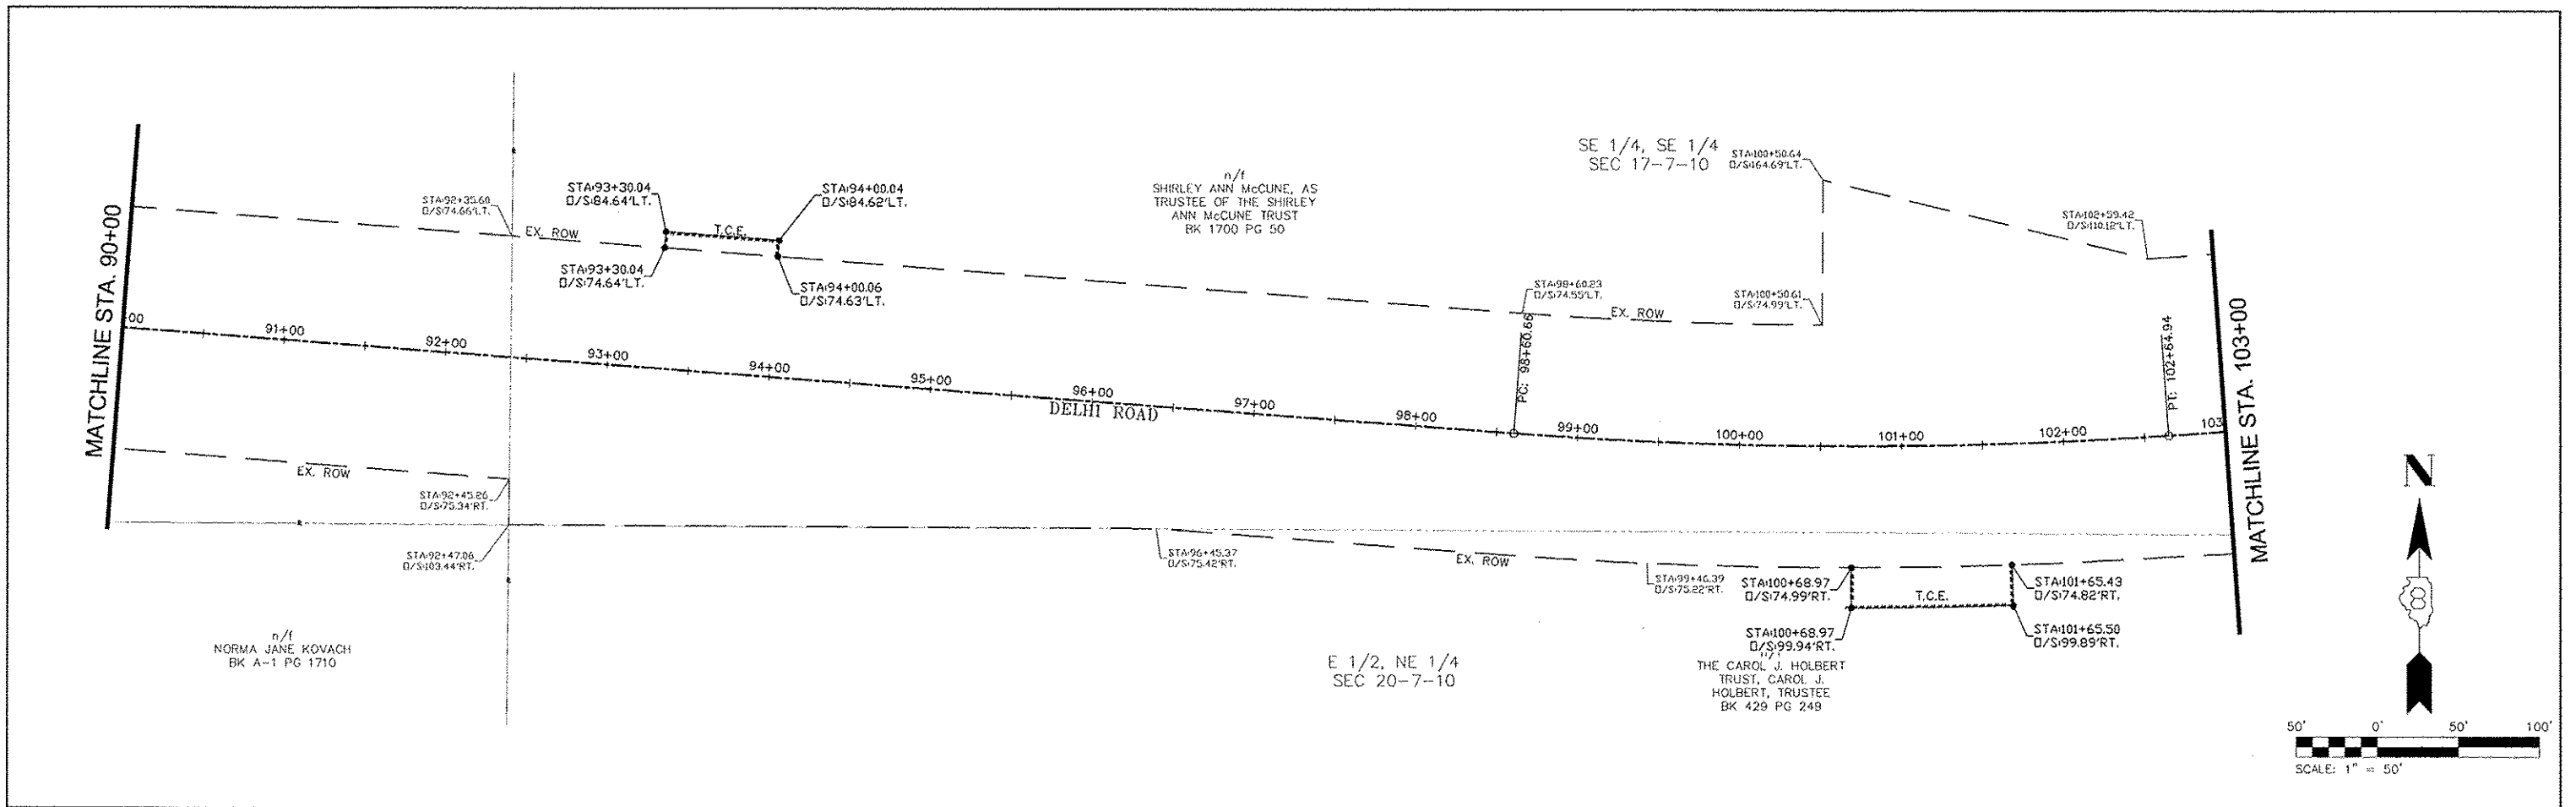 MATCHLINE STA. 90+00
STA:92+35.60
O/S:74.66'LT.
EX. ROW
STA:93+30.04
O/S:84.64'LT.
T.C.E.
STA:94+00.04
O/S:84.62'LT.
STA:93+30.04
O/S:74.64'LT.
STA:94+00.06
O/S:74.63'LT.
n/f
SHIRLEY ANN McCUNE, AS
TRUSTEE OF THE SHIRLEY
ANN McCUNE TRUST
BK 1700 PG 50
SE 1/4, SE 1/4
SEC 17-7-10
STA:100+50.64
O/S:164.69'LT.
STA:102+59.42
O/S:110.12'LT.
STA:98+60.23
O/S:74.55'LT.
EX. ROW
STA:100+50.61
O/S:74.99'LT.
PC: 98+60.66
PT: 102+64.94
MATCHLINE STA. 103+00
00
91+00
92+00
93+00
94+00
95+00
96+00
97+00
98+00
99+00
100+00
101+00
102+00
103
DELHI ROAD
EX. ROW
STA:92+45.26
O/S:75.34'RT.
STA:92+47.06
O/S:103.44'RT.
STA:96+45.37
O/S:75.42'RT.
EX. ROW
STA:99+46.39
O/S:75.22'RT.
STA:100+68.97
O/S:74.99'RT.
T.C.E.
STA:101+65.43
O/S:74.82'RT.
STA:100+68.97
O/S:99.94'RT.
STA:101+65.50
O/S:99.89'RT.
n/f
NORMA JANE KOVACH
BK A-1 PG 1710
E 1/2, NE 1/4
SEC 20-7-10
n/f
THE CAROL J. HOLBERT
TRUST, CAROL J.
HOLBERT, TRUSTEE
BK 429 PG 249
N
8
50' 0' 50' 100'
SCALE: 1" = 50'